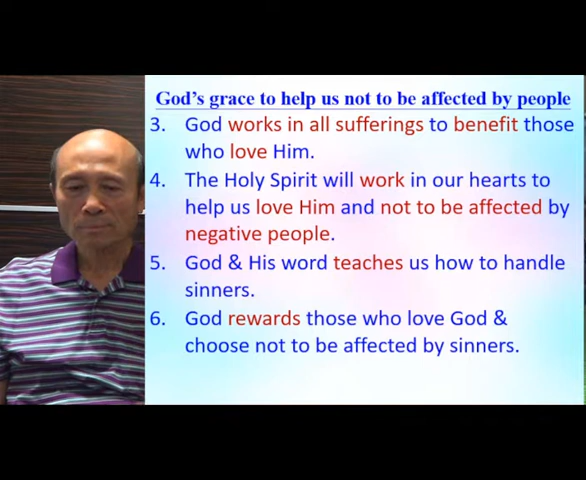 God's grace to help us not to be affected by people
3. God works in all sufferings to benefit those
who love Him.
4. The Holy Spirit will work in our hearts to
help us love Him and not to be affected by
negative people.
5. God & His word teaches us how to handle
sinners.
6. God rewards those who love God &
choose not to be affected by sinners.